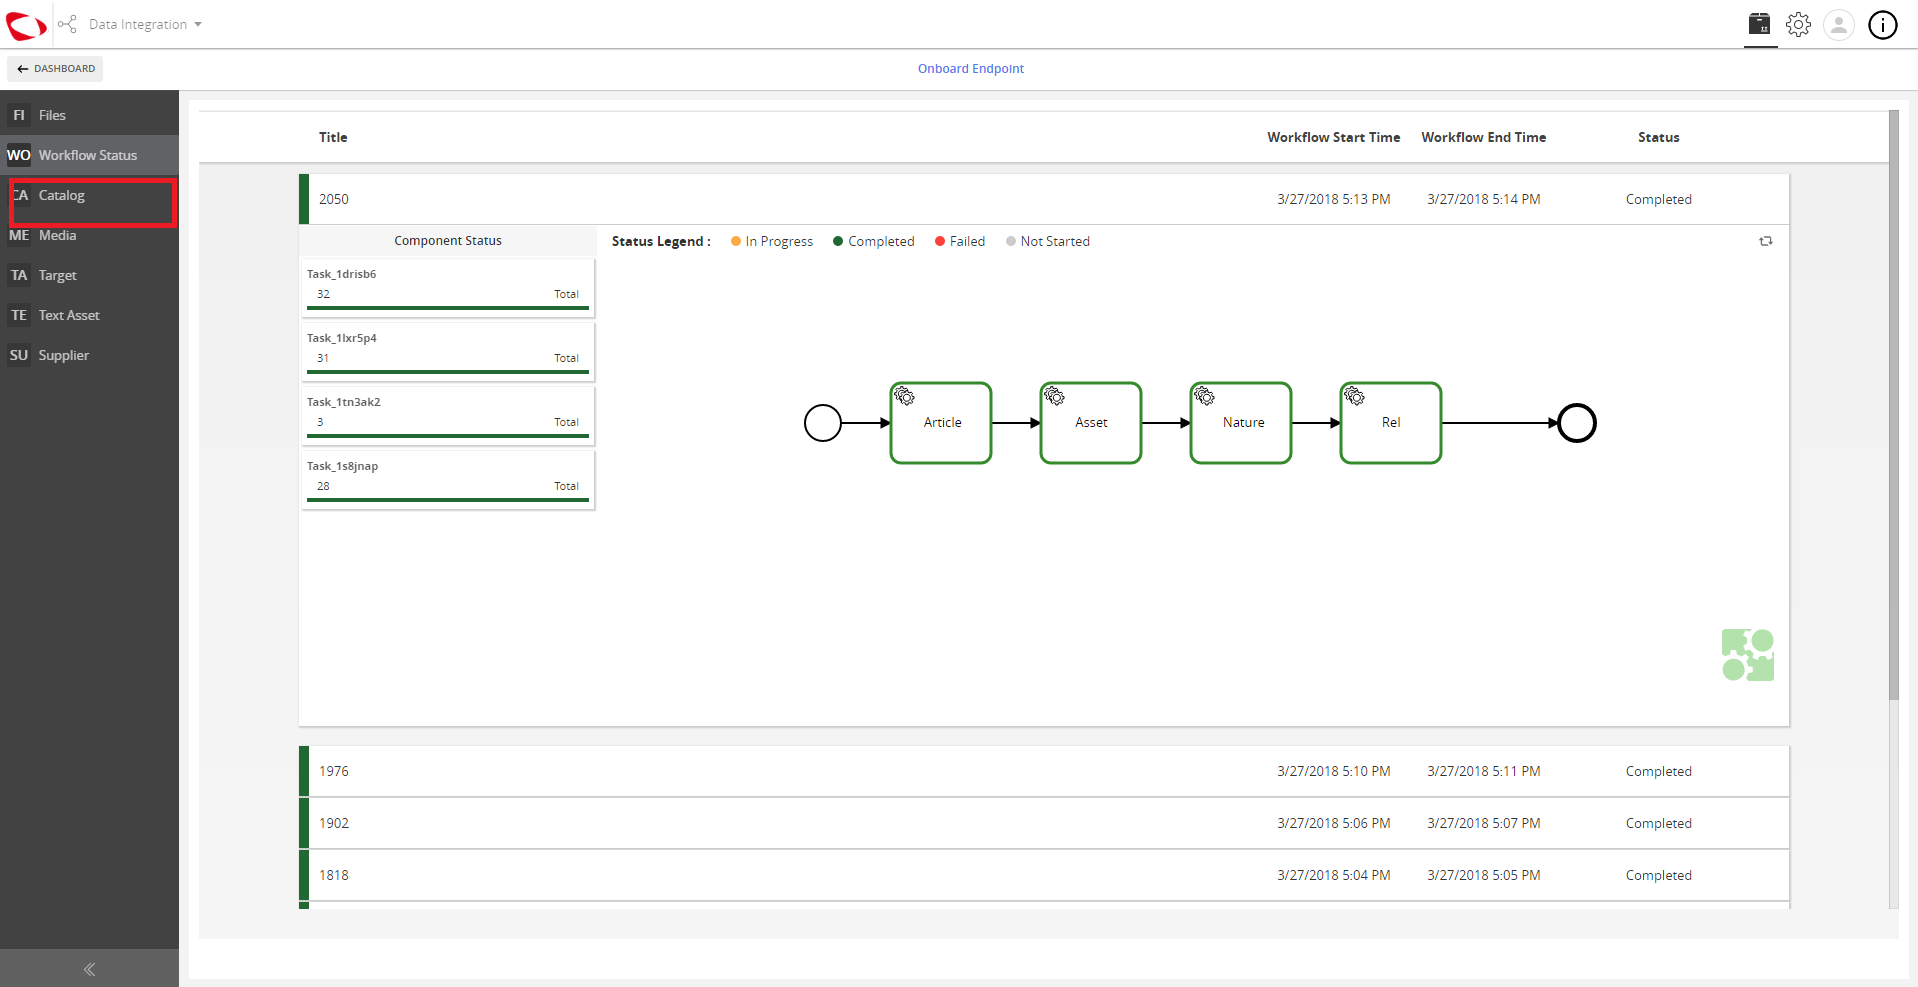 Data Integration
DASHBOARD
Onboard Endpoint
FI Files
WO Workflow Status
CA Catalog
ME Media
TA Target
TE Text Asset
SU Supplier
Title Workflow Start Time Workflow End Time Status
2050 3/27/2018 5:13 PM 3/27/2018 5:14 PM Completed
Component Status
Status Legend : In Progress Completed Failed Not Started
Task_1drisb6
32 Total
Task_1lxr5p4
31 Total
Task_1tn3ak2
3 Total
Task_1s8jnap
28 Total
Article Asset Nature Rel
1976 3/27/2018 5:10 PM 3/27/2018 5:11 PM Completed
1902 3/27/2018 5:06 PM 3/27/2018 5:07 PM Completed
1818 3/27/2018 5:04 PM 3/27/2018 5:05 PM Completed